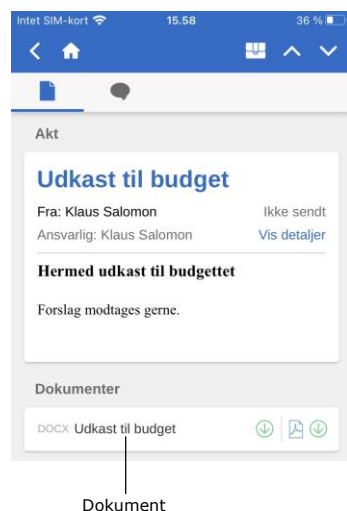 Intet SIM-kort 15.58 36 %
Akt
Udkast til budget
Fra: Klaus Salomon Ikke sendt
Ansvarlig: Klaus Salomon Vis detaljer
Hermed udkast til budgettet
Forslag modtages gerne.
Dokumenter
DOCX Udkast til budget
Dokument